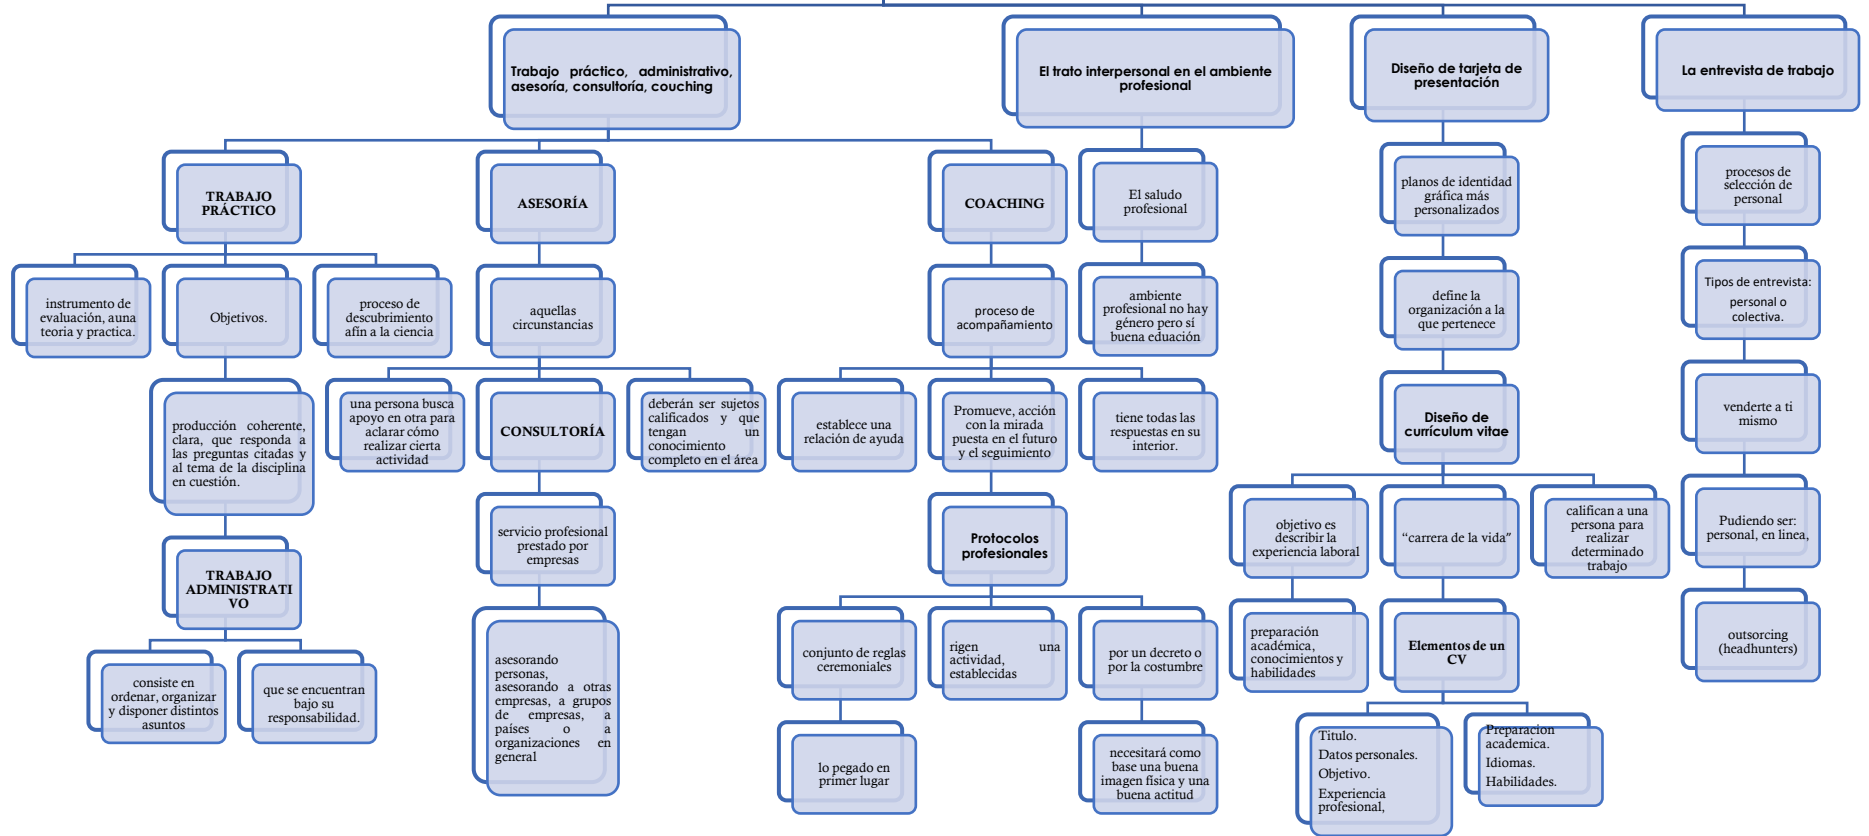 Trabajo práctico, administrativo,
asesoría, consultoría, couching
El trato interpersonal en el ambiente
profesional
Diseño de tarjeta de
presentación
La entrevista de trabajo
TRABAJO
PRÁCTICO
ASESORÍA
COACHING
El saludo
profesional
planos de identidad
gráfica más
personalizados
procesos de
selección de
personal
instrumento de
evaluación, auna
teoria y practica.
Objetivos.
proceso de
descubrimiento
afín a la ciencia
aquellas
circunstancias
proceso de
acompañamiento
ambiente
profesional no hay
género pero sí
buena eduación
define la
organización a la
que pertenece
Tipos de entrevista:
personal o
colectiva.
producción coherente,
clara, que responda a
las preguntas citadas y
al tema de la disciplina
en cuestión.
una persona busca
apoyo en otra para
aclarar cómo
realizar cierta
actividad
CONSULTORÍA
deberán ser sujetos
calificados y que
tengan un
conocimiento
completo en el área
establece una
relación de ayuda
Promueve, acción
con la mirada
puesta en el futuro
y el seguimiento
tiene todas las
respuestas en su
interior.
Diseño de
currículum vitae
venderte a ti
mismo
servicio profesional
prestado por
empresas
Protocolos
profesionales
objetivo es
describir la
experiencia laboral
“carrera de la vida”
califican a una
persona para
realizar
determinado
trabajo
Pudiendo ser:
personal, en linea,
TRABAJO
ADMINISTRATI
VO
asesorando
personas,
asesorando a otras
empresas, a grupos
de empresas, a
países o a
organizaciones en
general
conjunto de reglas
ceremoniales
rigen una
actividad,
establecidas
por un decreto o
por la costumbre
preparación
académica,
conocimientos y
habilidades
Elementos de un
CV
outsorcing
(headhunters)
consiste en
ordenar, organizar
y disponer distintos
asuntos
que se encuentran
bajo su
responsabilidad.
lo pegado en
primer lugar
necesitará como
base una buena
imagen física y una
buena actitud
Titulo.
Datos personales.
Objetivo.
Experiencia
profesional,
Preparacion
academica.
Idiomas.
Habilidades.